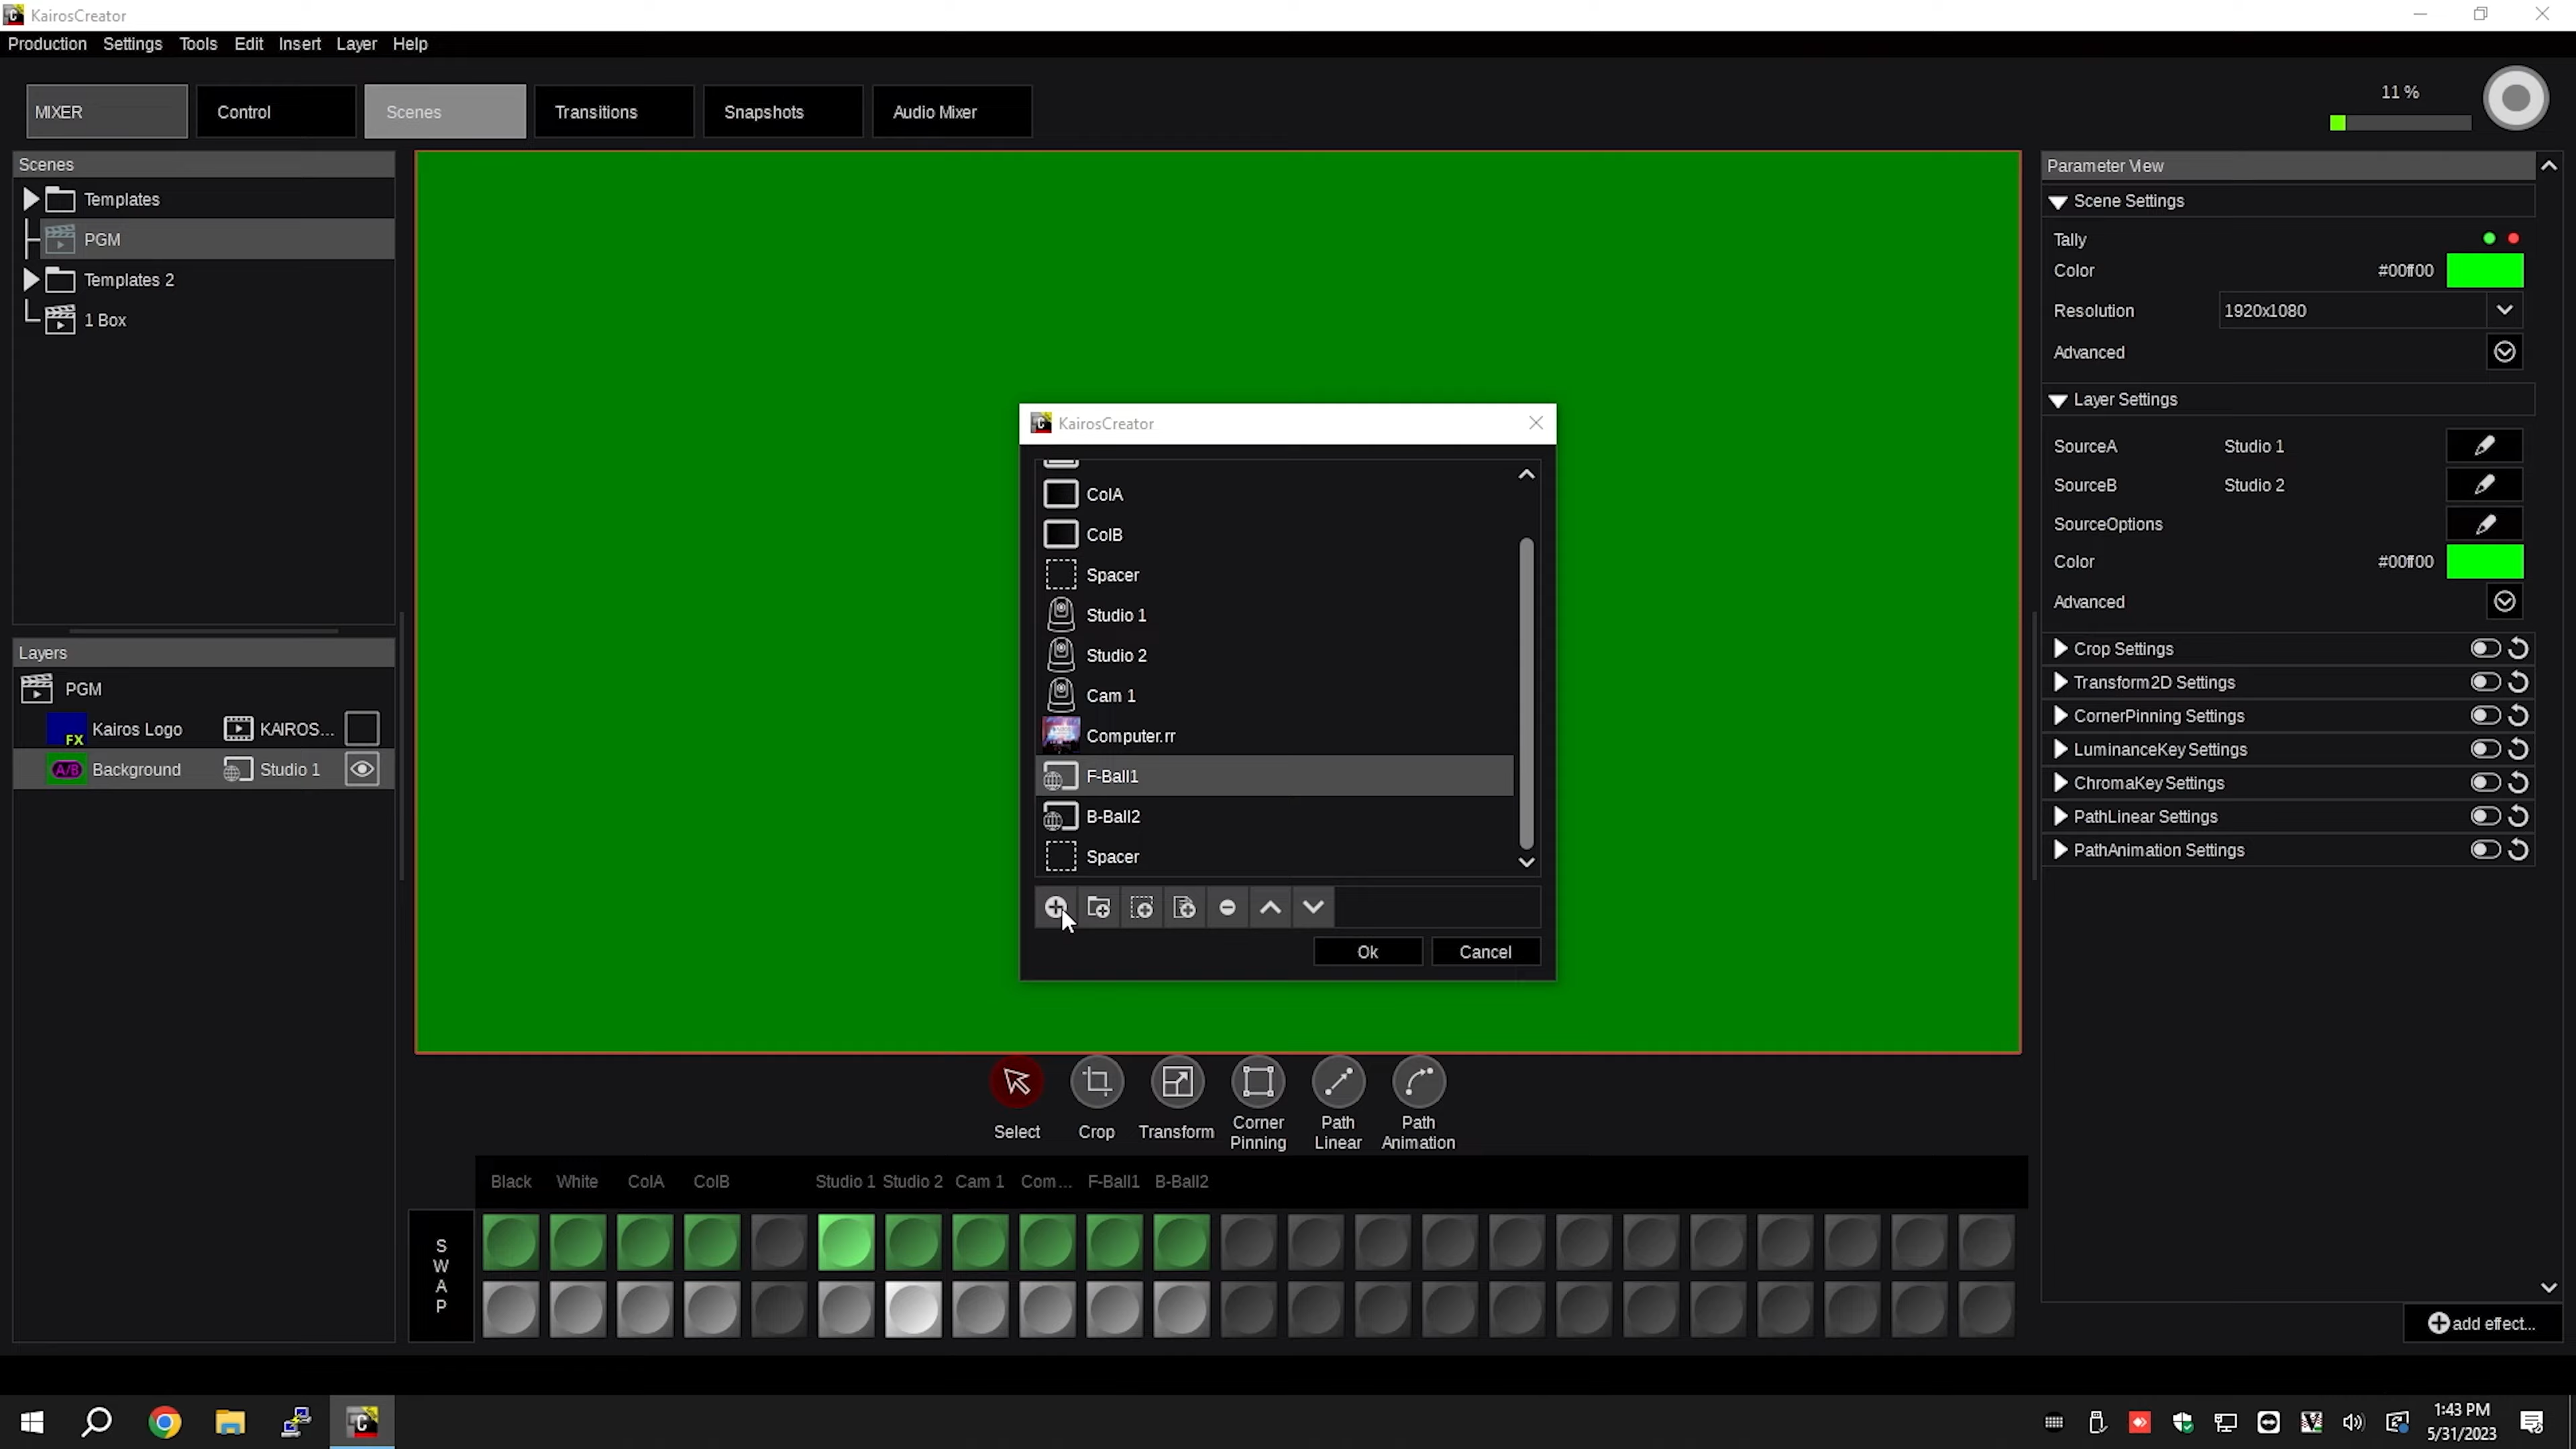 KairosCreator
Production Settings Tools Edit Insert Layer Help
MIXER Control Scenes Transitions Snapshots Audio Mixer
11 %
Scenes
Templates
PGM
Templates 2
1 Box
Layers
PGM
Kairos Logo KAIROS...
FX
A/B Background Studio 1
KairosCreator
ColA
ColB
Spacer
Studio 1
Studio 2
Cam 1
Computer.rr
F-Ball1
B-Ball2
Spacer
Ok Cancel
Select Crop Transform Corner Pinning Path Linear Path Animation
Black White ColA ColB Studio 1 Studio 2 Cam 1 Com... F-Ball1 B-Ball2
S
W
A
P
Parameter View
Scene Settings
Tally
Color #00ff00
Resolution 1920x1080
Advanced
Layer Settings
SourceA Studio 1
SourceB Studio 2
SourceOptions
Color #00ff00
Advanced
Crop Settings
Transform2D Settings
CornerPinning Settings
LuminanceKey Settings
ChromaKey Settings
PathLinear Settings
PathAnimation Settings
add effect...
1:43 PM
5/31/2023